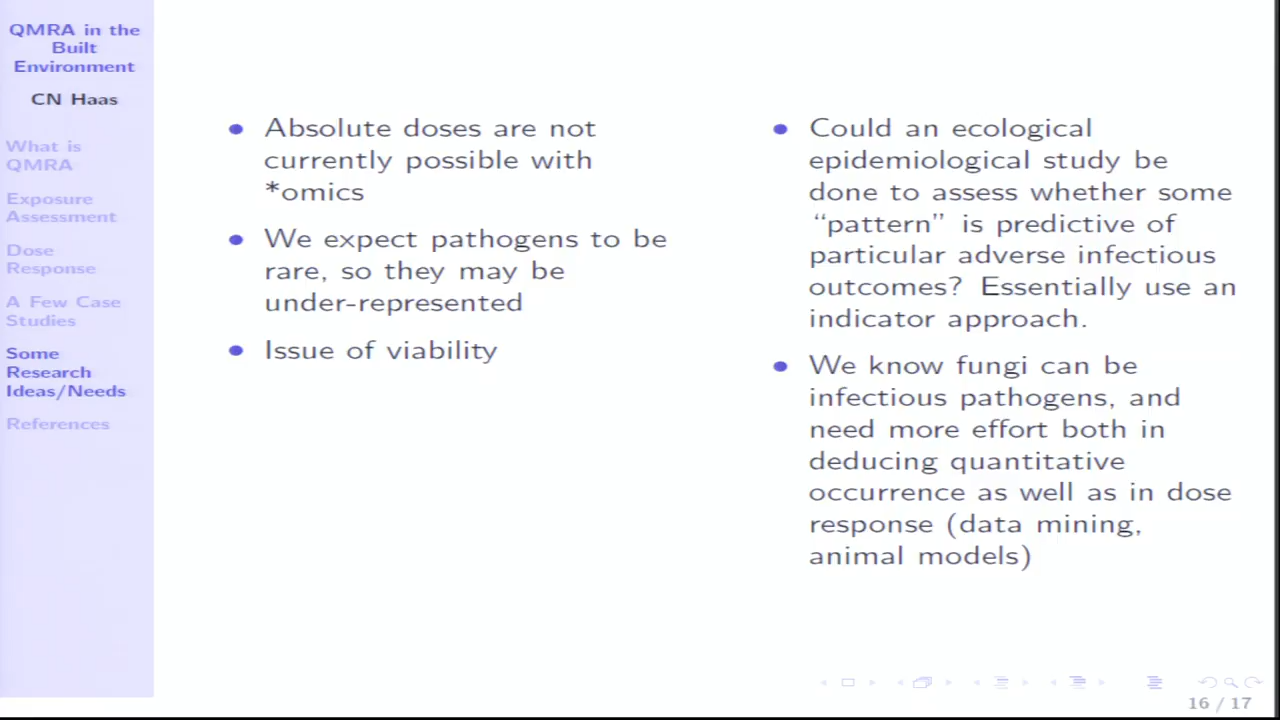 QMRA in the
Built
Environment
CN Haas
What is
QMRA
Exposure
Assessment
Dose
Response
A Few Case
Studies
Some
Research
Ideas/Needs
References
• Absolute doses are not
currently possible with
*omics
• We expect pathogens to be
rare, so they may be
under-represented
• Issue of viability
• Could an ecological
epidemiological study be
done to assess whether some
“pattern” is predictive of
particular adverse infectious
outcomes? Essentially use an
indicator approach.
• We know fungi can be
infectious pathogens, and
need more effort both in
deducing quantitative
occurrence as well as in dose
response (data mining,
animal models)
16 / 17